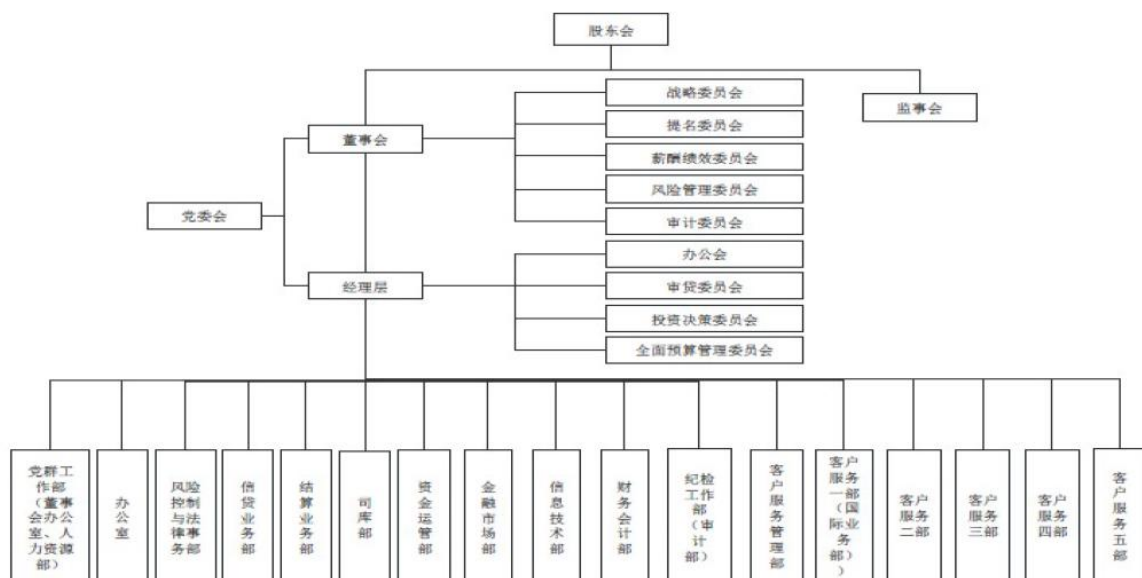 股东会
战略委员会
监事会
提名委员会
董事会
薪酬绩效委员会
风险管理委员会
党委会
审计委员会
办公会
经理层
审贷委员会
投资决策委员会
全面预算管理委员会
党群工
作部
（董事
会办公
室、人
力资源
部）
办公室
风险
控制
与法
律事
务部
信贷业务部
结算业务部
司库部
资金运管部
金融市场部
信息技术部
财务会计部
纪检
工作
部（审
计
部）
客户服务管理部
客户
服务
一部
（国
际业
务
部）
）
客户
服务
二部
客户
服务
三部
客户
服务
四部
客户服务五部